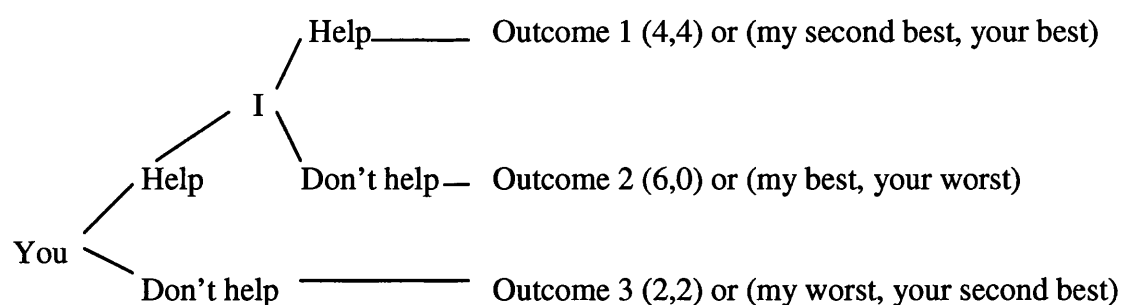 Help Outcome 1 (4,4) or (my second best, your best)
I
Help Don't help Outcome 2 (6,0) or (my best, your worst)
You
Don't help Outcome 3 (2,2) or (my worst, your second best)